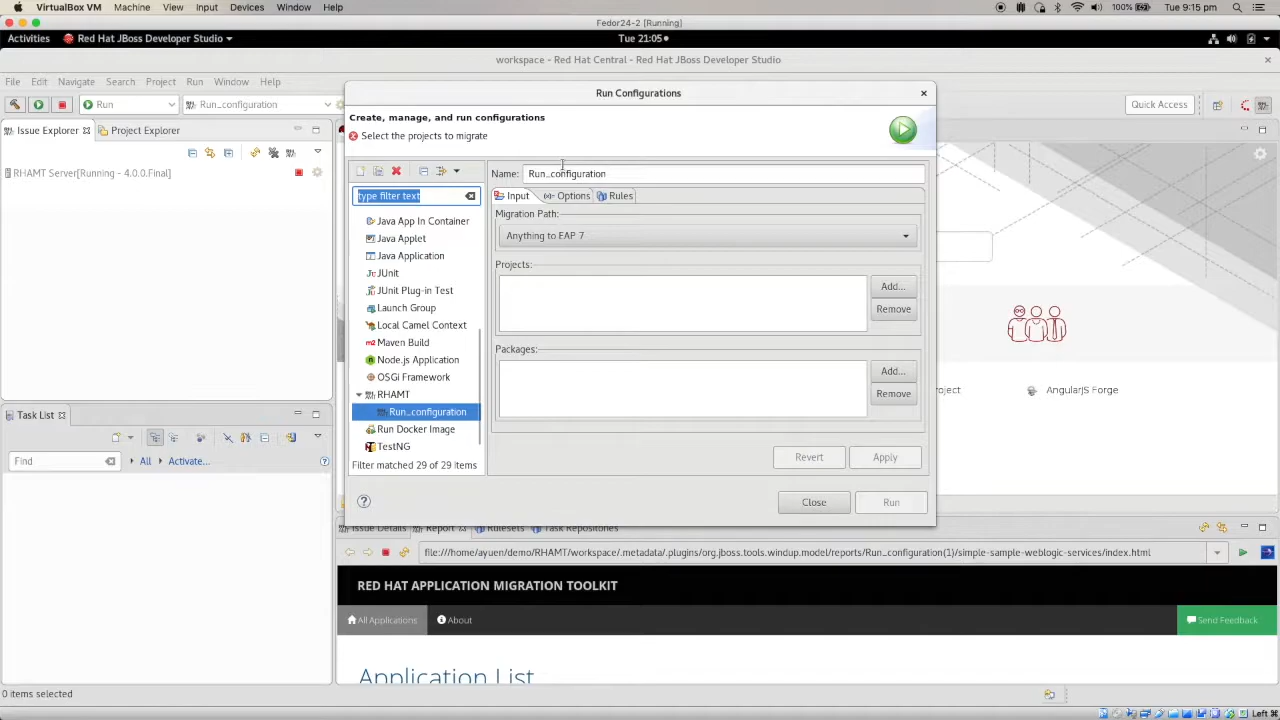 VirtualBox VM Machine View Input Devices Window Help 100% Tue 9:15 pm
Fedor24-2 [Running]
Activities Red Hat JBoss Developer Studio Tue 21:05
workspace - Red Hat Central - Red Hat JBoss Developer Studio
File Edit Navigate Search Project Run Window Help
Run Run_configuration Quick Access
Issue Explorer Project Explorer
RHAMT Server[Running - 4.0.0.Final]
Run Configurations
Create, manage, and run configurations
Select the projects to migrate
type filter text
Java App In Container
Java Applet
Java Application
JUnit
JUnit Plug-in Test
Launch Group
Local Camel Context
Maven Build
Node.js Application
OSGi Framework
RHAMT
Run_configuration
Run Docker Image
TestNG
Filter matched 29 of 29 items
Name: Run_configuration
Input Options Rules
Migration Path:
Anything to EAP 7
Projects:
Add...
Remove
Packages:
Add...
Remove
Revert Apply
Close Run
AngularJS Forge
Task List
Find All Activate...
Issue Details Report Rulesets Task Repositories
file:///home/ayuen/demo/RHAMT/workspace/.metadata/.plugins/org.jboss.tools.windup.model/reports/Run_configuration(1)/simple-sample-weblogic-services/index.html
RED HAT APPLICATION MIGRATION TOOLKIT
All Applications About Send Feedback
Application List
0 items selected
Left ⌘